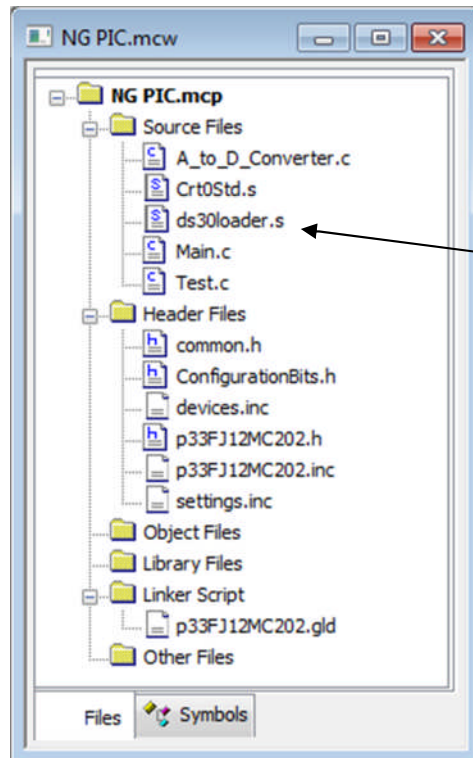 NG PIC.mcw
NG PIC.mcp
Source Files
A_to_D_Converter.c
Crt0Std.s
ds30loader.s
Main.c
Test.c
Header Files
common.h
ConfigurationBits.h
devices.inc
p33FJ12MC202.h
p33FJ12MC202.inc
settings.inc
Object Files
Library Files
Linker Script
p33FJ12MC202.gld
Other Files
Files Symbols